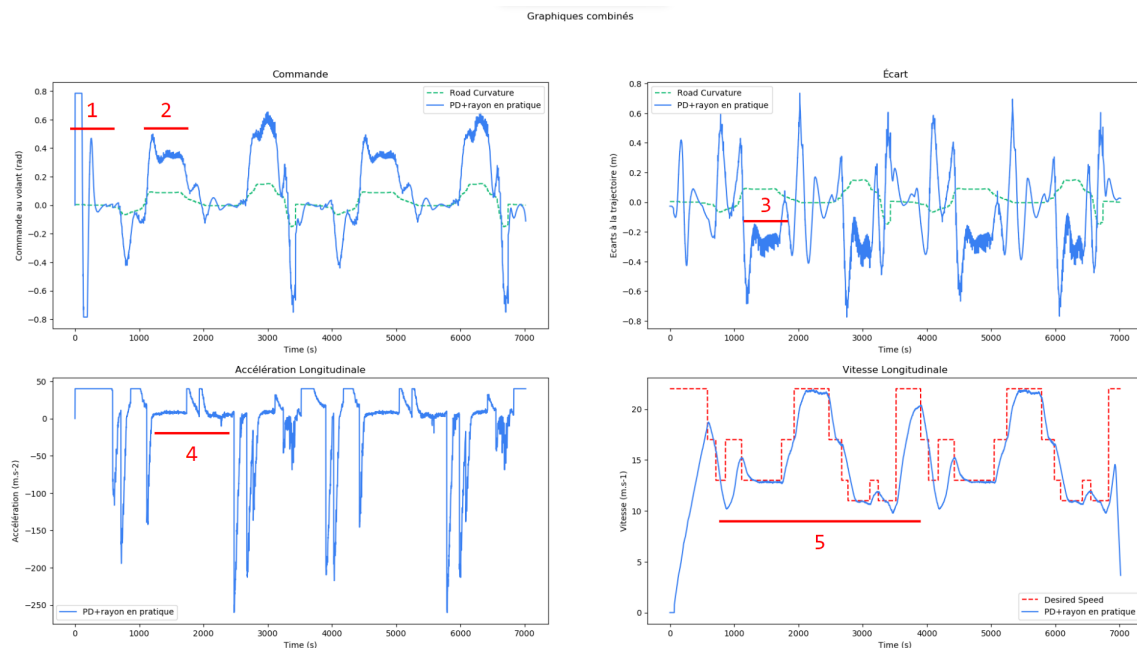 Graphiques combinés
Commande
Commande au volant (rad)
0.8
0.6
0.4
0.2
0.0
−0.2
−0.4
−0.6
−0.8
0 1000 2000 3000 4000 5000 6000 7000
Time (s)
Road Curvature
PD+rayon en pratique
1
2
Écart
Ecarts à la trajectoire (m)
0.8
0.6
0.4
0.2
0.0
−0.2
−0.4
−0.6
−0.8
0 1000 2000 3000 4000 5000 6000 7000
Time (s)
Road Curvature
PD+rayon en pratique
3
Accélération Longitudinale
Accélération (m.s-2)
50
0
−50
−100
−150
−200
−250
0 1000 2000 3000 4000 5000 6000 7000
Time (s)
PD+rayon en pratique
4
Vitesse Longitudinale
Vitesse (m.s-1)
20
15
10
5
0
0 1000 2000 3000 4000 5000 6000 7000
Time (s)
Desired Speed
PD+rayon en pratique
5